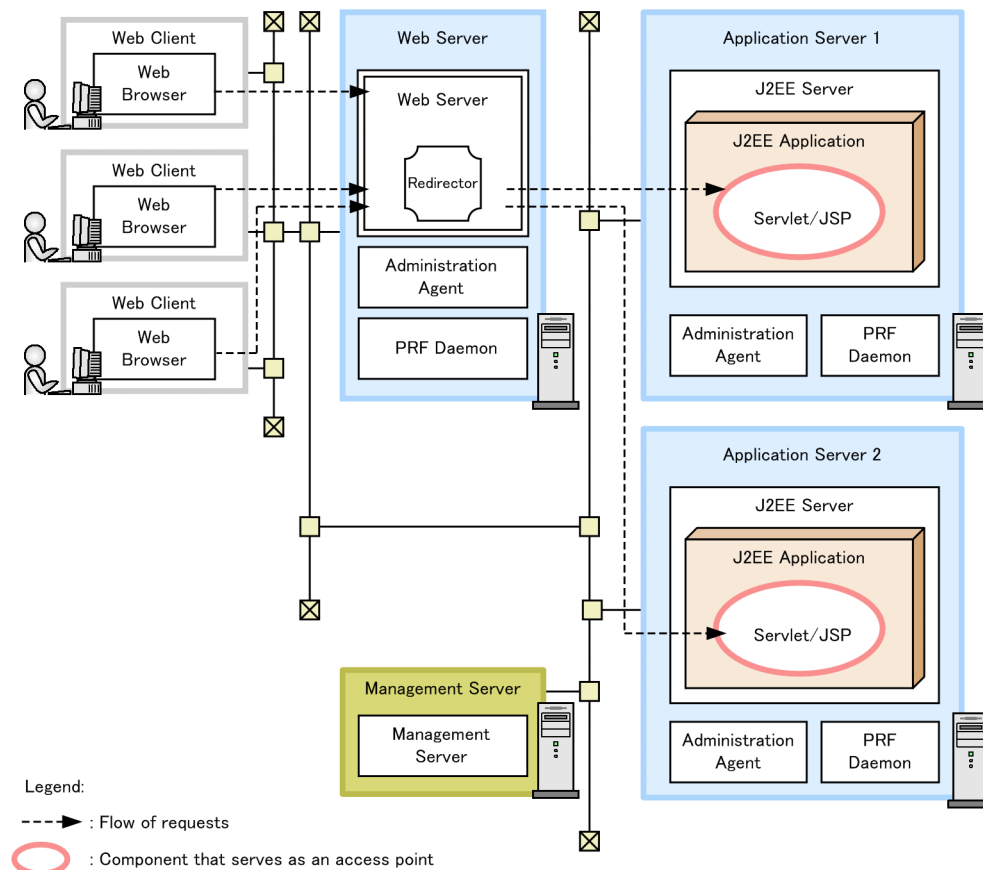 Web Client
Web
Browser
Web Client
Web
Browser
Web Client
Web
Browser
Web Server
Web Server
Redirector
Administration
Agent
PRF Daemon
Application Server 1
J2EE Server
J2EE Application
Servlet/JSP
Administration
Agent
PRF
Daemon
Application Server 2
J2EE Server
J2EE Application
Servlet/JSP
Administration
Agent
PRF
Daemon
Management Server
Management
Server
Legend:
: Flow of requests
: Component that serves as an access point